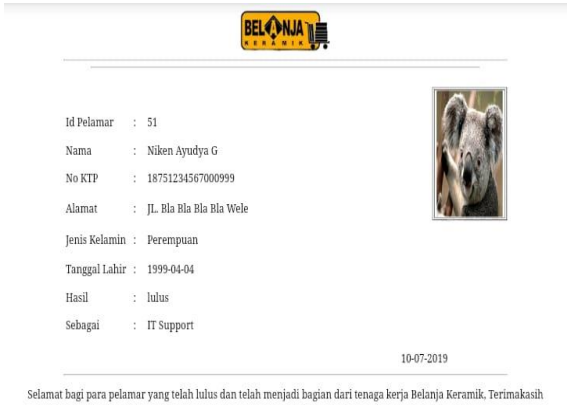 BELANJA
KERAMIK
Id Pelamar : 51
Nama : Niken Ayudya G
No KTP : 18751234567000999
Alamat : JL. Bla Bla Bla Bla Wele
Jenis Kelamin : Perempuan
Tanggal Lahir : 1999-04-04
Hasil : lulus
Sebagai : IT Support
10-07-2019
Selamat bagi para pelamar yang telah lulus dan telah menjadi bagian dari tenaga kerja Belanja Keramik, Terimakasih